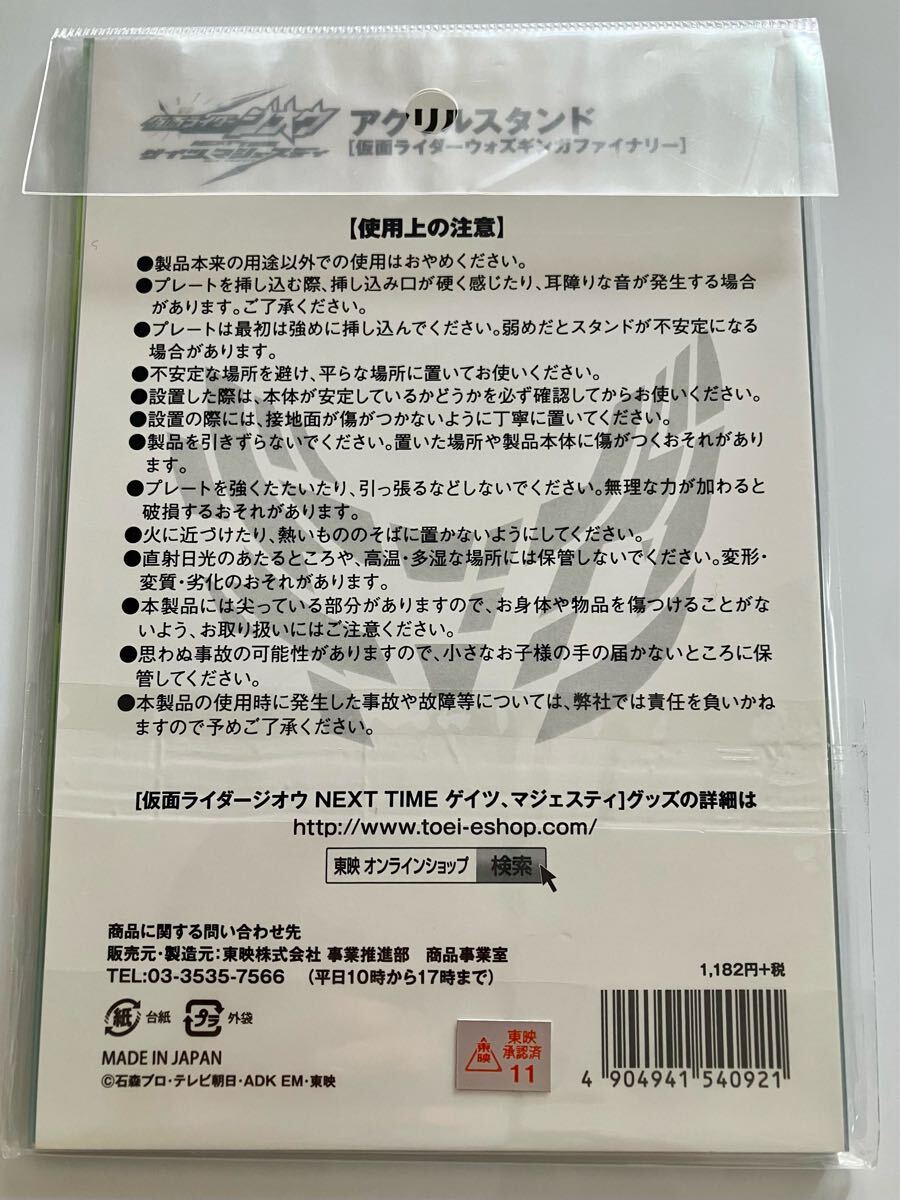 仮面ライダージオウ
NEXT TIME
ゲイツ、マジェスティ
アクリルスタンド
[仮面ライダーウォズギンガファイナリー]
【使用上の注意】
●製品本来の用途以外での使用はおやめください。
●プレートを挿し込む際、挿し込み口が硬く感じたり、耳障りな音が発生する場合
があります。ご了承ください。
●プレートは最初は強めに挿し込んでください。弱めだとスタンドが不安定になる
場合があります。
●不安定な場所を避け、平らな場所に置いてお使いください。
●設置した際は、本体が安定しているかどうかを必ず確認してからお使いください。
●設置の際には、接地面が傷がつかないように丁寧に置いてください。
●製品を引きずらないでください。置いた場所や製品本体に傷がつくおそれがあり
ます。
●プレートを強くたたいたり、引っ張るなどしないでください。無理な力が加わると
破損するおそれがあります。
●火に近づけたり、熱いもののそばに置かないようにしてください。
●直射日光のあたるところや、高温・多湿な場所には保管しないでください。変形・
変質・劣化のおそれがあります。
●本製品には尖っている部分がありますので、お身体や物品を傷つけることがな
いよう、お取り扱いにはご注意ください。
●思わぬ事故の可能性がありますので、小さなお子様の手の届かないところに保
管してください。
●本製品の使用時に発生した事故や故障等については、弊社では責任を負いかね
ますので予めご了承ください。
[仮面ライダージオウ NEXT TIME ゲイツ、マジェスティ]グッズの詳細は
http://www.toei-eshop.com/
東映 オンラインショップ 検索
商品に関する問い合わせ先
販売元・製造元：東映株式会社 事業推進部 商品事業室
TEL:03-3535-7566 （平日10時から17時まで）
1,182円+税
紙 台紙 プラ 外袋
MADE IN JAPAN
©石森プロ・テレビ朝日・ADK EM・東映
東映
東映
承認済
11
4 904941 540921